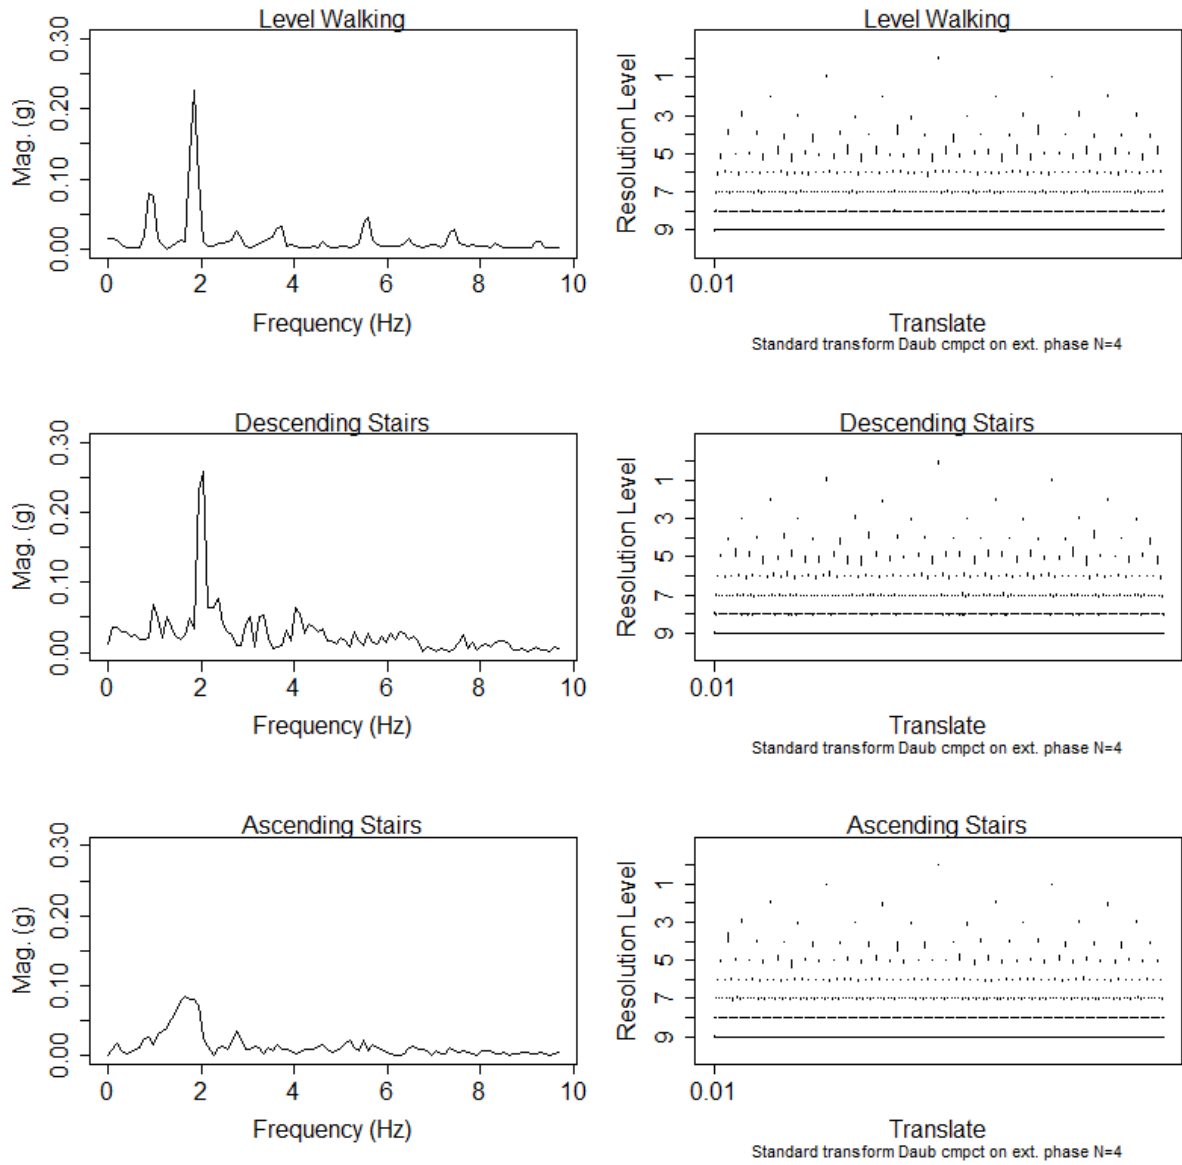 Level Walking
Mag. (g)
0.00 0.10 0.20 0.30
0 2 4 6 8 10
Frequency (Hz)
Level Walking
Resolution Level
1 3 5 7 9
0.01
Translate
Standard transform Daub cmpct on ext. phase N=4
Descending Stairs
Mag. (g)
0.00 0.10 0.20 0.30
0 2 4 6 8 10
Frequency (Hz)
Descending Stairs
Resolution Level
1 3 5 7 9
0.01
Translate
Standard transform Daub cmpct on ext. phase N=4
Ascending Stairs
Mag. (g)
0.00 0.10 0.20 0.30
0 2 4 6 8 10
Frequency (Hz)
Ascending Stairs
Resolution Level
1 3 5 7 9
0.01
Translate
Standard transform Daub cmpct on ext. phase N=4